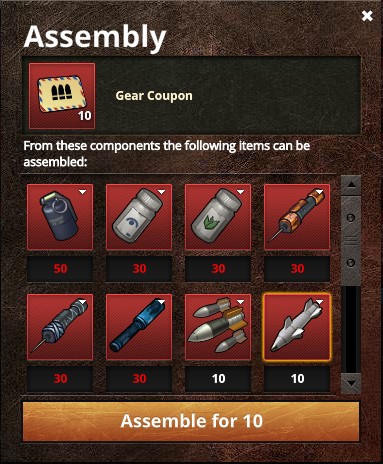 Assembly
10
Gear Coupon
From these components the following items can be
assembled:
50 30 30 30
30 30 10 10
Assemble for 10